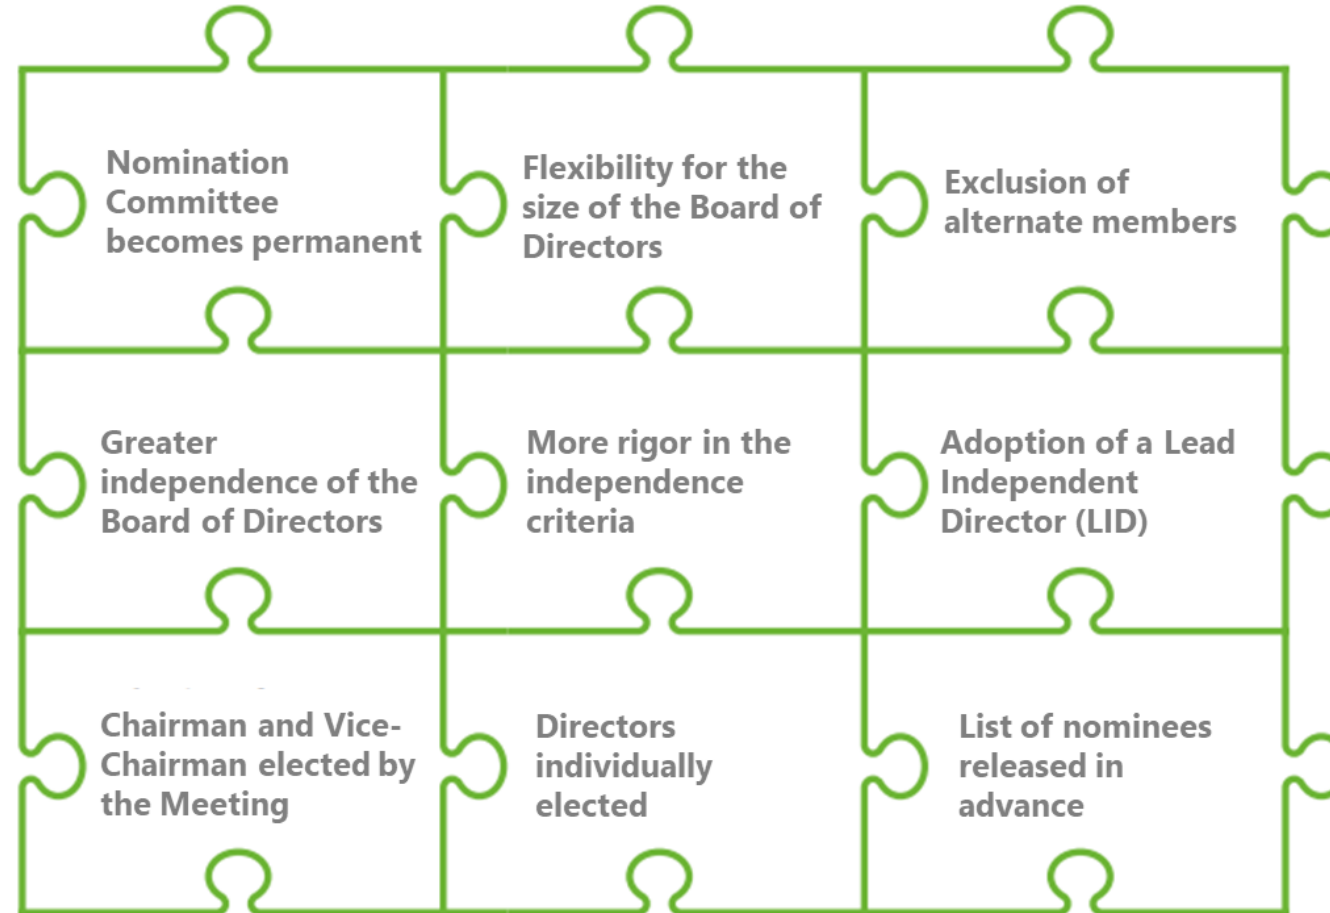 Nomination
Committee
becomes permanent
Flexibility for the
size of the Board of
Directors
Exclusion of
alternate members
Greater
independence of the
Board of Directors
More rigor in the
independence
criteria
Adoption of a Lead
Independent
Director (LID)
Chairman and Vice-
Chairman elected by
the Meeting
Directors
individually
elected
List of nominees
released in
advance